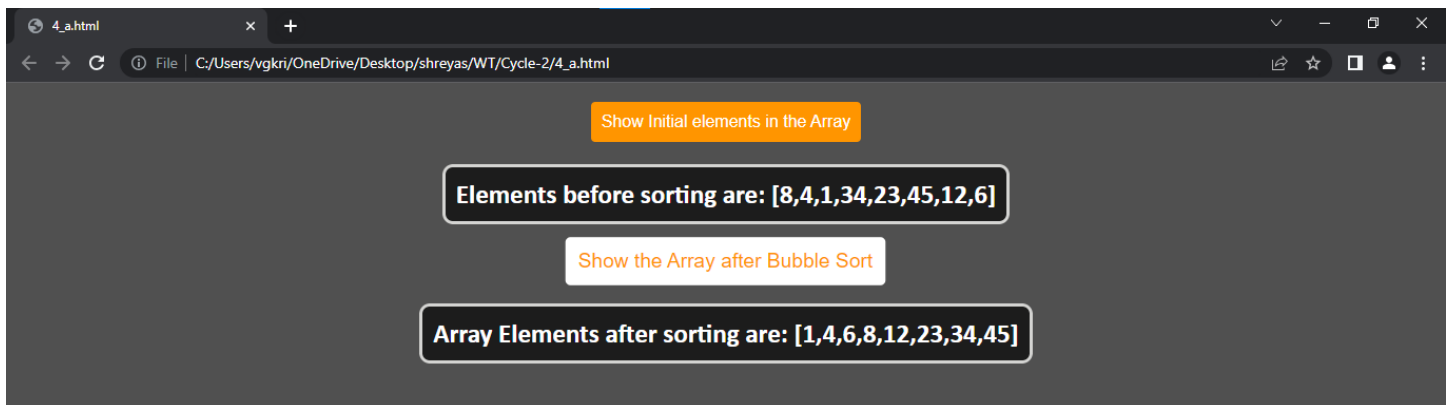 4_a.html
File | C:/Users/vgkri/OneDrive/Desktop/shreyas/WT/Cycle-2/4_a.html
Show Initial elements in the Array
Elements before sorting are: [8,4,1,34,23,45,12,6]
Show the Array after Bubble Sort
Array Elements after sorting are: [1,4,6,8,12,23,34,45]